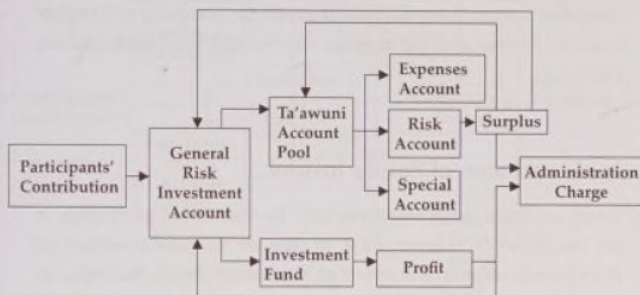 Participants'
Contribution
General
Risk
Investment
Account
Ta'awuni
Account
Pool
Expenses
Account
Risk
Account
Special
Account
Surplus
Administration
Charge
Investment
Fund
Profit